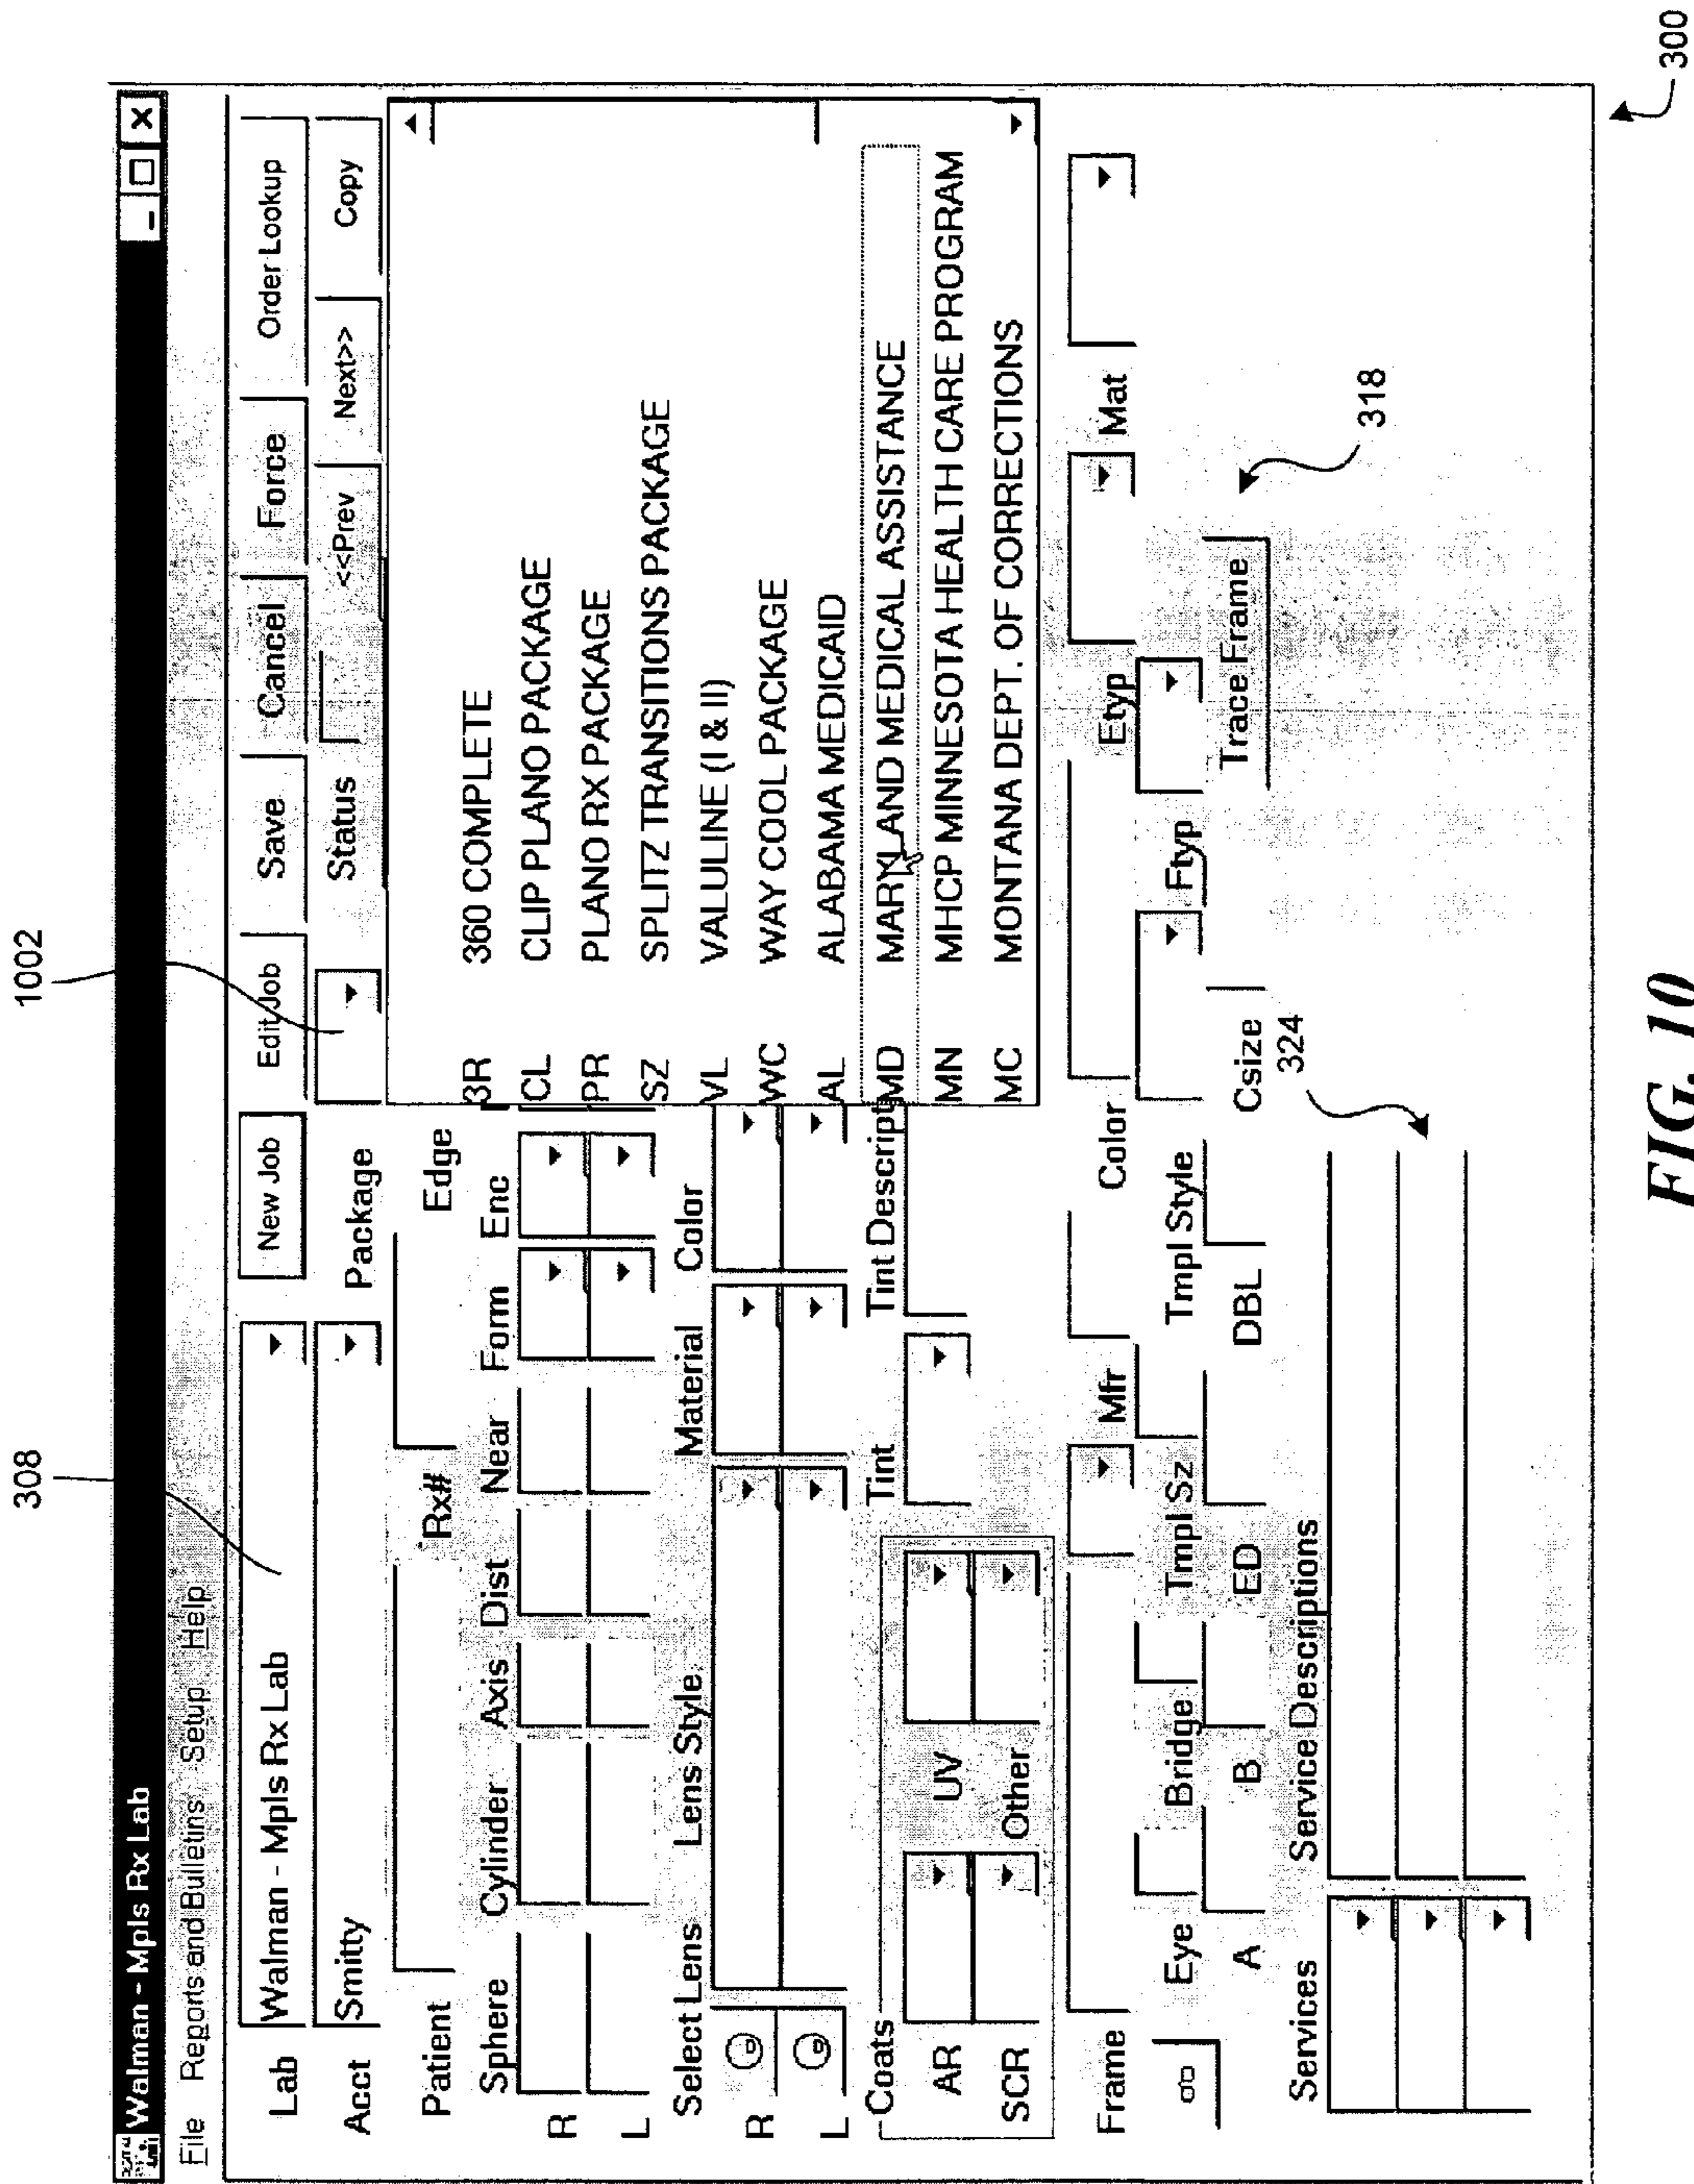 308
1002
Walman - Mpls Rx Lab
File Reports and Bulletins Setup Help
Lab Walman - Mpls Rx Lab New Job Edit Job Save Cancel Force Order Lookup
Acct Smitty Package Status <<Prev Next>> Copy
Patient Rx# Edge
Sphere Cylinder Axis Dist Near Form Enc
R
L
Select Lens Lens Style Material Color
R
L
Coats Tint Tint Descript
AR UV
SCR Other
3R 360 COMPLETE
CL CLIP PLANO PACKAGE
PR PLANO RX PACKAGE
SZ SPLITZ TRANSITIONS PACKAGE
VL VALULINE (I & II)
WC WAY COOL PACKAGE
AL ALABAMA MEDICAID
MD MARYLAND MEDICAL ASSISTANCE
MN MHCP MINNESOTA HEALTH CARE PROGRAM
MC MONTANA DEPT. OF CORRECTIONS
Frame Mfr Color Etyp Mat
Eye Bridge Tmpl Sz Tmpl Style Ftyp
A B ED DBL Csize Trace Frame
318
324
Services Service Descriptions
300
FIG. 10